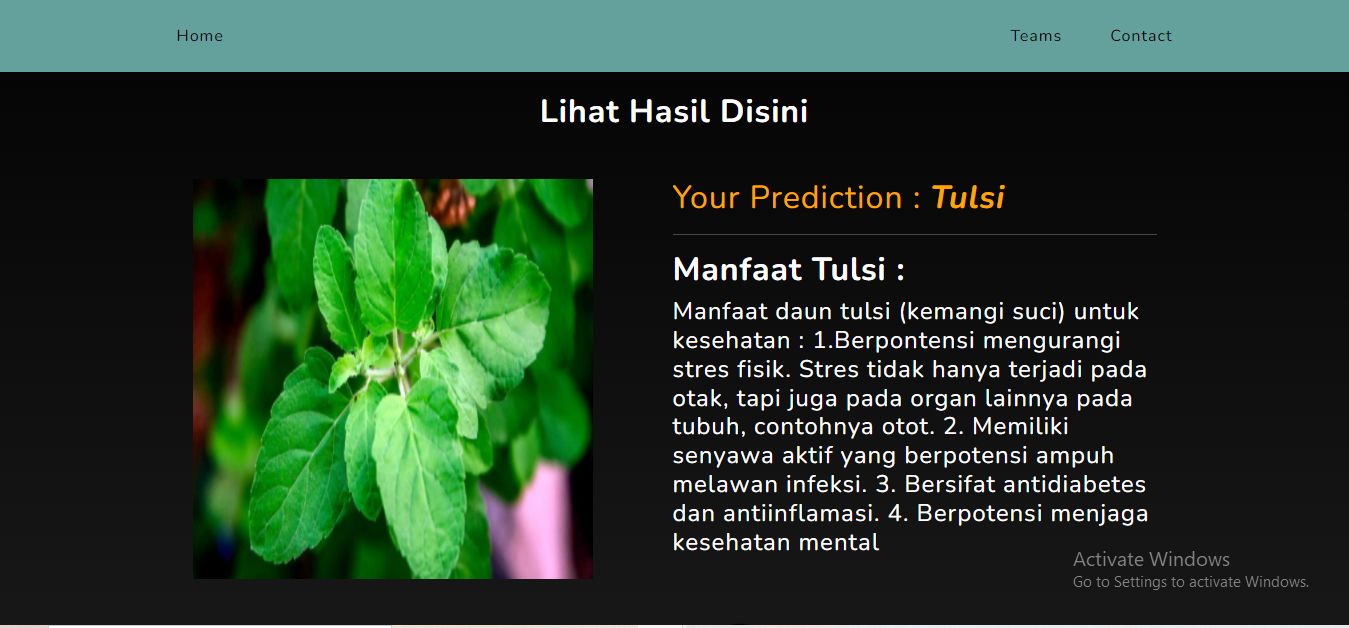 Home
Teams
Contact
Lihat Hasil Disini
Your Prediction : Tulsi
Manfaat Tulsi :
Manfaat daun tulsi (kemangi suci) untuk
kesehatan : 1.Berpontensi mengurangi
stres fisik. Stres tidak hanya terjadi pada
otak, tapi juga pada organ lainnya pada
tubuh, contohnya otot. 2. Memiliki
senyawa aktif yang berpotensi ampuh
melawan infeksi. 3. Bersifat antidiabetes
dan antiinflamasi. 4. Berpotensi menjaga
kesehatan mental
Activate Windows
Go to Settings to activate Windows.